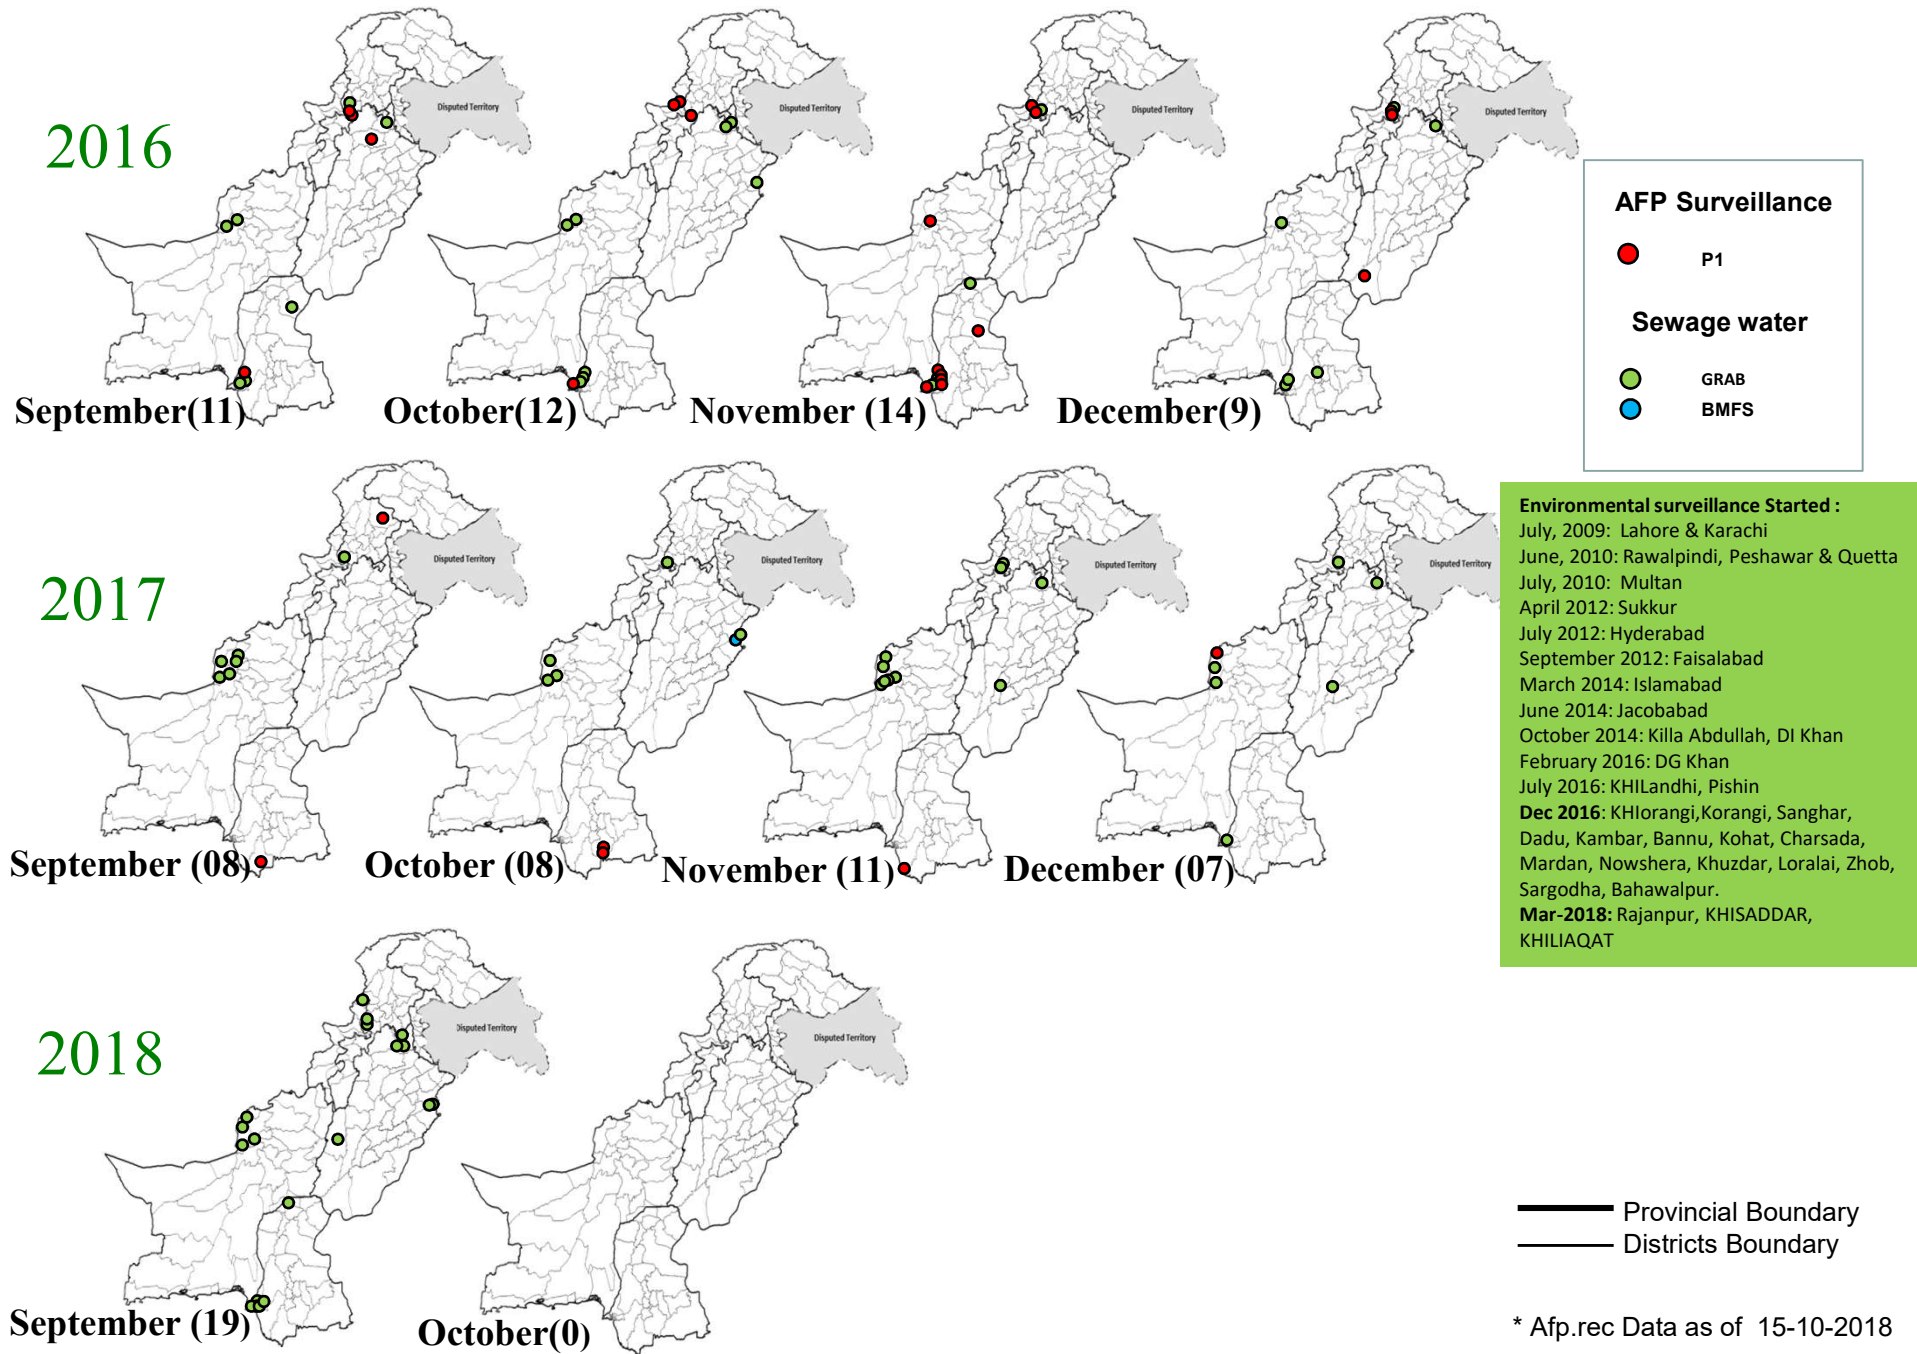 2016
Disputed Territory
Disputed Territory
Disputed Territory
Disputed Territory
September(11)
October(12)
November (14)
December(9)
AFP Surveillance
P1
Sewage water
GRAB
BMFS
2017
Disputed Territory
Disputed Territory
Disputed Territory
Disputed Territory
September (08)
October (08)
November (11)
December (07)
Environmental surveillance Started :
July, 2009: Lahore & Karachi
June, 2010: Rawalpindi, Peshawar & Quetta
July, 2010: Multan
April 2012: Sukkur
July 2012: Hyderabad
September 2012: Faisalabad
March 2014: Islamabad
June 2014: Jacobabad
October 2014: Killa Abdullah, DI Khan
February 2016: DG Khan
July 2016: KHILandhi, Pishin
Dec 2016: KHIorangi,Korangi, Sanghar,
Dadu, Kambar, Bannu, Kohat, Charsada,
Mardan, Nowshera, Khuzdar, Loralai, Zhob,
Sargodha, Bahawalpur.
Mar-2018: Rajanpur, KHISADDAR,
KHILIAQAT
2018
Disputed Territory
Disputed Territory
September (19)
October(0)
Provincial Boundary
Districts Boundary
* Afp.rec Data as of 15-10-2018